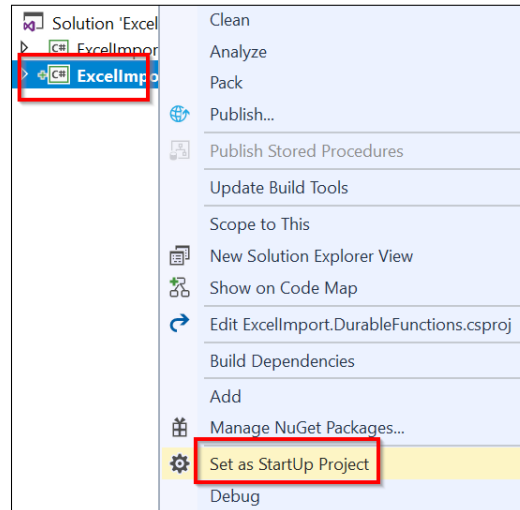 Solution 'Excel
C# ExcelImpor
C# ExcelImpo
Clean
Analyze
Pack
Publish...
Publish Stored Procedures
Update Build Tools
Scope to This
New Solution Explorer View
Show on Code Map
Edit ExcelImport.DurableFunctions.csproj
Build Dependencies
Add
Manage NuGet Packages...
Set as StartUp Project
Debug